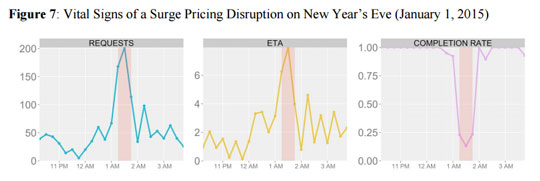 Figure 7: Vital Signs of a Surge Pricing Disruption on New Year's Eve (January 1, 2015)
REQUESTS
200
150
100
50
0
11 PM 12 AM 1 AM 2 AM 3 AM
ETA
6
4
2
0
11 PM 12 AM 1 AM 2 AM 3 AM
COMPLETION RATE
1.00
0.75
0.50
0.25
0.00
11 PM 12 AM 1 AM 2 AM 3 AM